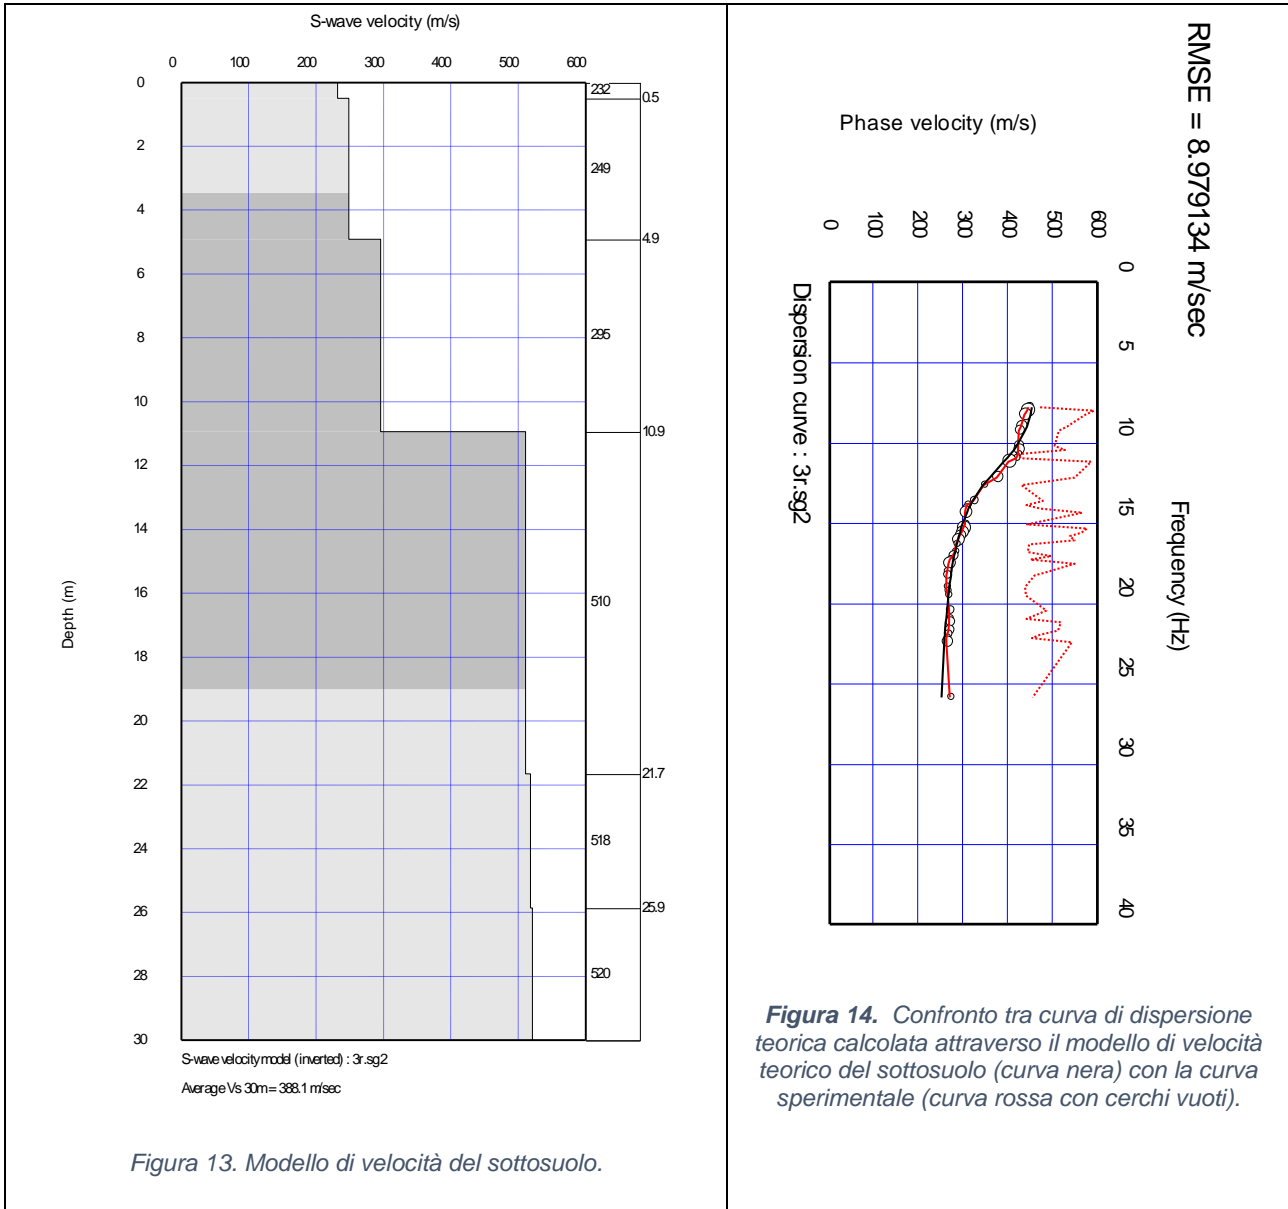 S-wave velocity (m/s)
0 100 200 300 400 500 600
0
2
4
6
8
10
12
14
16
18
20
22
24
26
28
30
Depth (m)
232
0.5
249
4.9
295
10.9
510
21.7
518
25.9
520
S-wave velocity model (inverted) : 3r.sg2
Average Vs 30m = 388.1 m/sec
Figura 13. Modello di velocità del sottosuolo.
RMSE = 8.979134 m/sec
Phase velocity (m/s)
0 100 200 300 400 500 600
0
5
10
15
20
25
30
35
40
Frequency (Hz)
Dispersion curve : 3r.sg2
Figura 14. Confronto tra curva di dispersione
teorica calcolata attraverso il modello di velocità
teorico del sottosuolo (curva nera) con la curva
sperimentale (curva rossa con cerchi vuoti).